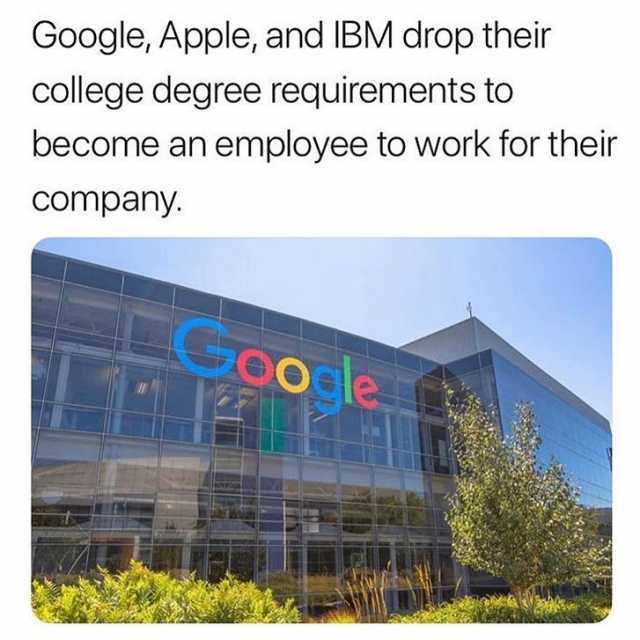 Google, Apple, and IBM drop their
college degree requirements to
become an employee to work for their
company.
Google